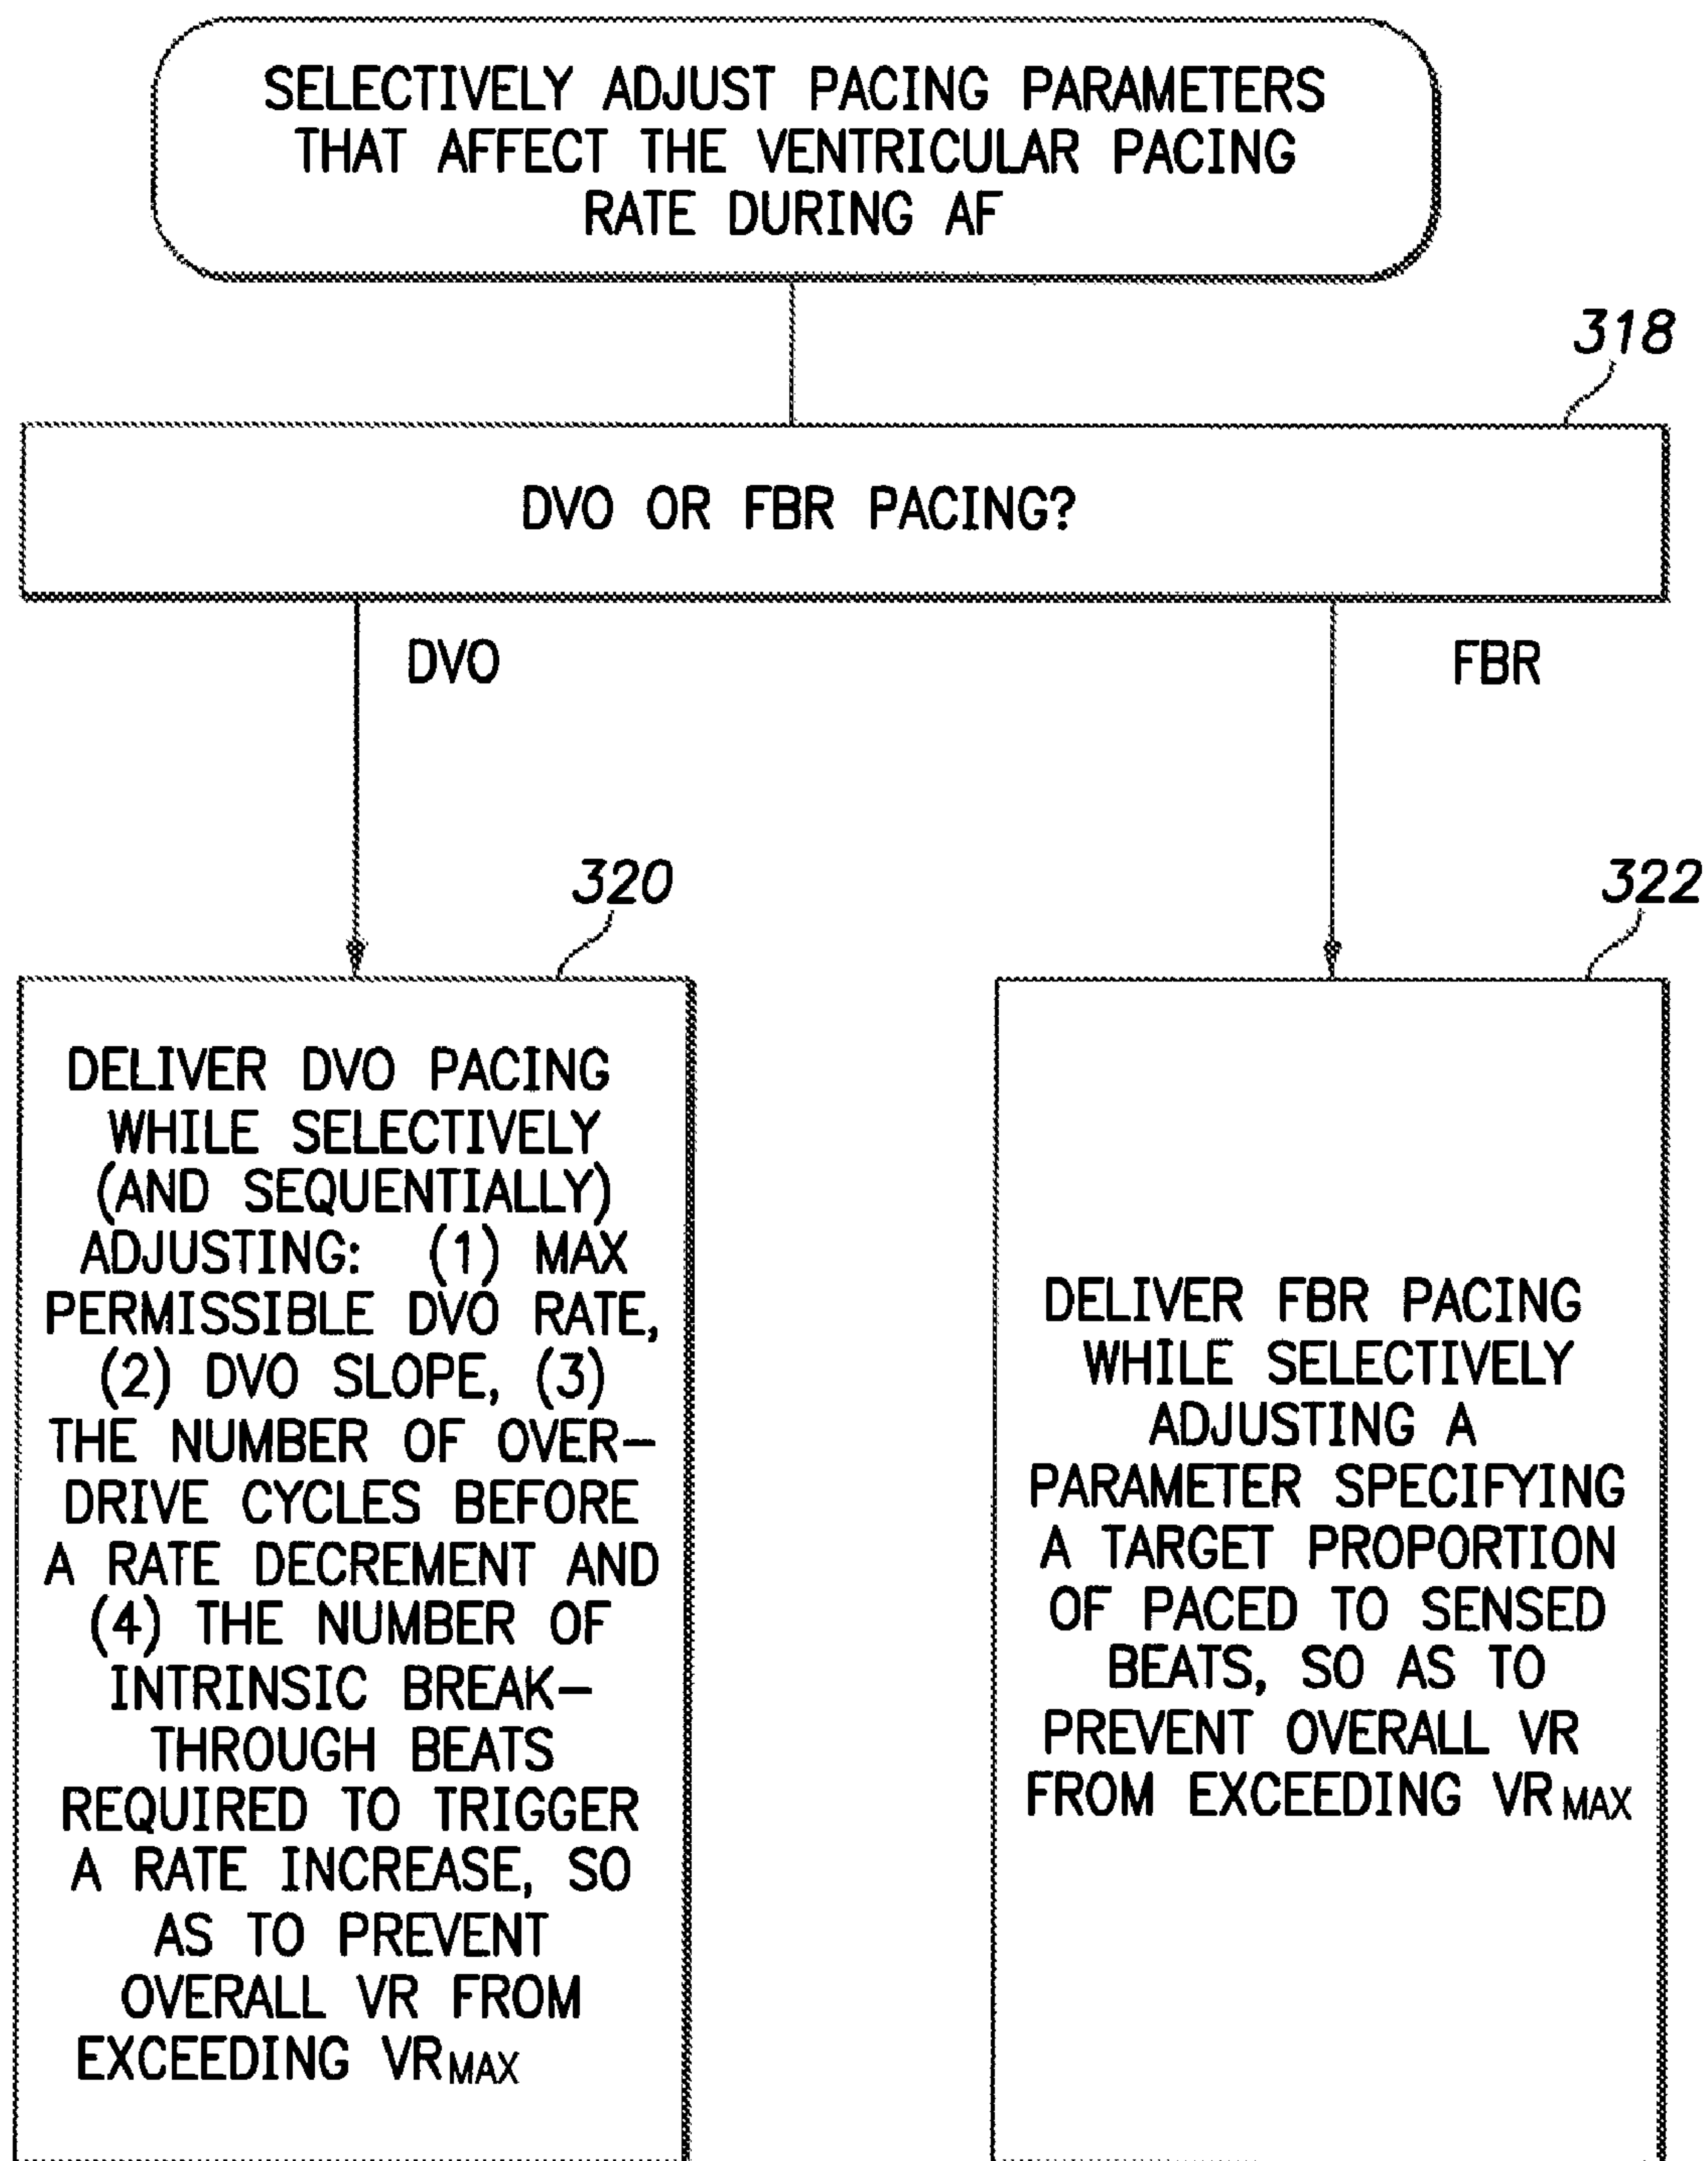 SELECTIVELY ADJUST PACING PARAMETERS
THAT AFFECT THE VENTRICULAR PACING
RATE DURING AF
318
DVO OR FBR PACING?
DVO
FBR
320
322
DELIVER DVO PACING
WHILE SELECTIVELY
(AND SEQUENTIALLY)
ADJUSTING: (1) MAX
PERMISSIBLE DVO RATE,
(2) DVO SLOPE, (3)
THE NUMBER OF OVER-
DRIVE CYCLES BEFORE
A RATE DECREMENT AND
(4) THE NUMBER OF
INTRINSIC BREAK-
THROUGH BEATS
REQUIRED TO TRIGGER
A RATE INCREASE, SO
AS TO PREVENT
OVERALL VR FROM
EXCEEDING VRMAX
DELIVER FBR PACING
WHILE SELECTIVELY
ADJUSTING A
PARAMETER SPECIFYING
A TARGET PROPORTION
OF PACED TO SENSED
BEATS, SO AS TO
PREVENT OVERALL VR
FROM EXCEEDING VRMAX